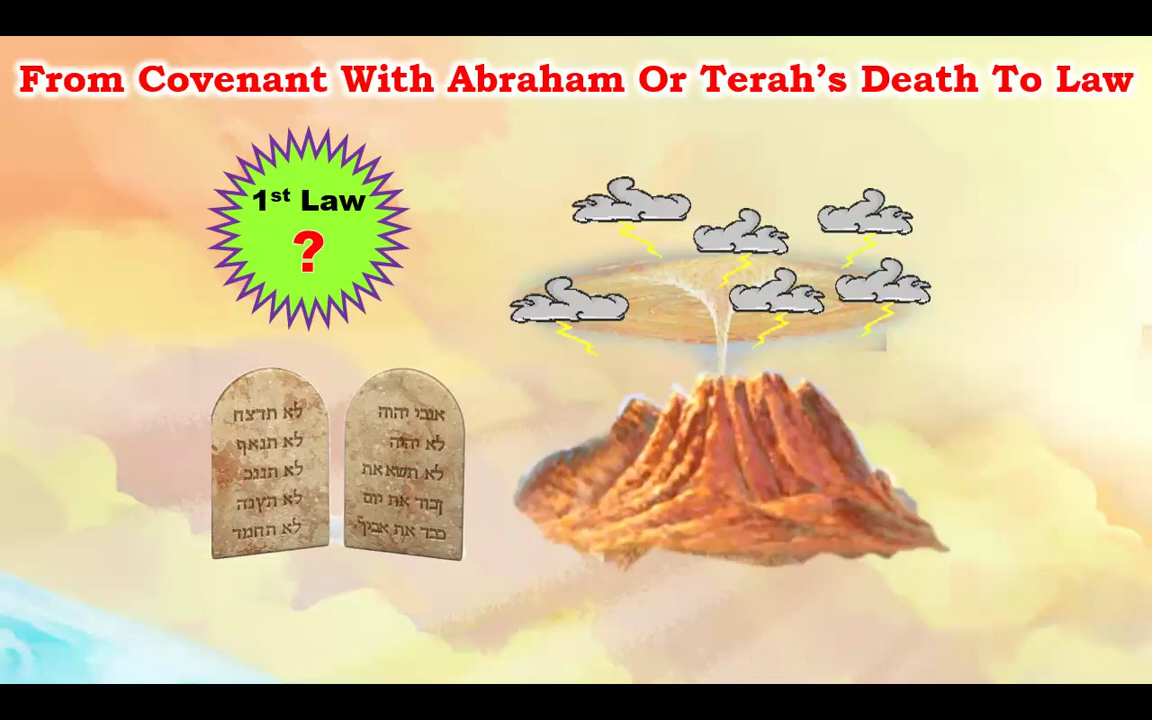 From Covenant With Abraham Or Terah’s Death To Law
1st Law
?
אנכי יהוה
לא יהיה
לא תשא את
זכור את יום
כבד את אביך
לא תרצח
לא תנאף
לא תגנב
לא תענה
לא תחמד